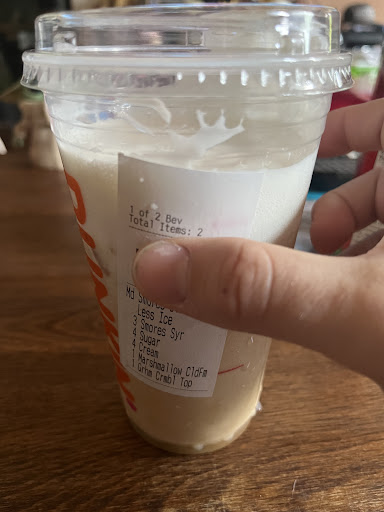 1 of 2 Bev
Total Items: 2
Md Smores
Less Ice
3 Smores Syr
4 Sugar
4 Cream
1 Marshmallow CldFm
1 Grhm Crmbl Top